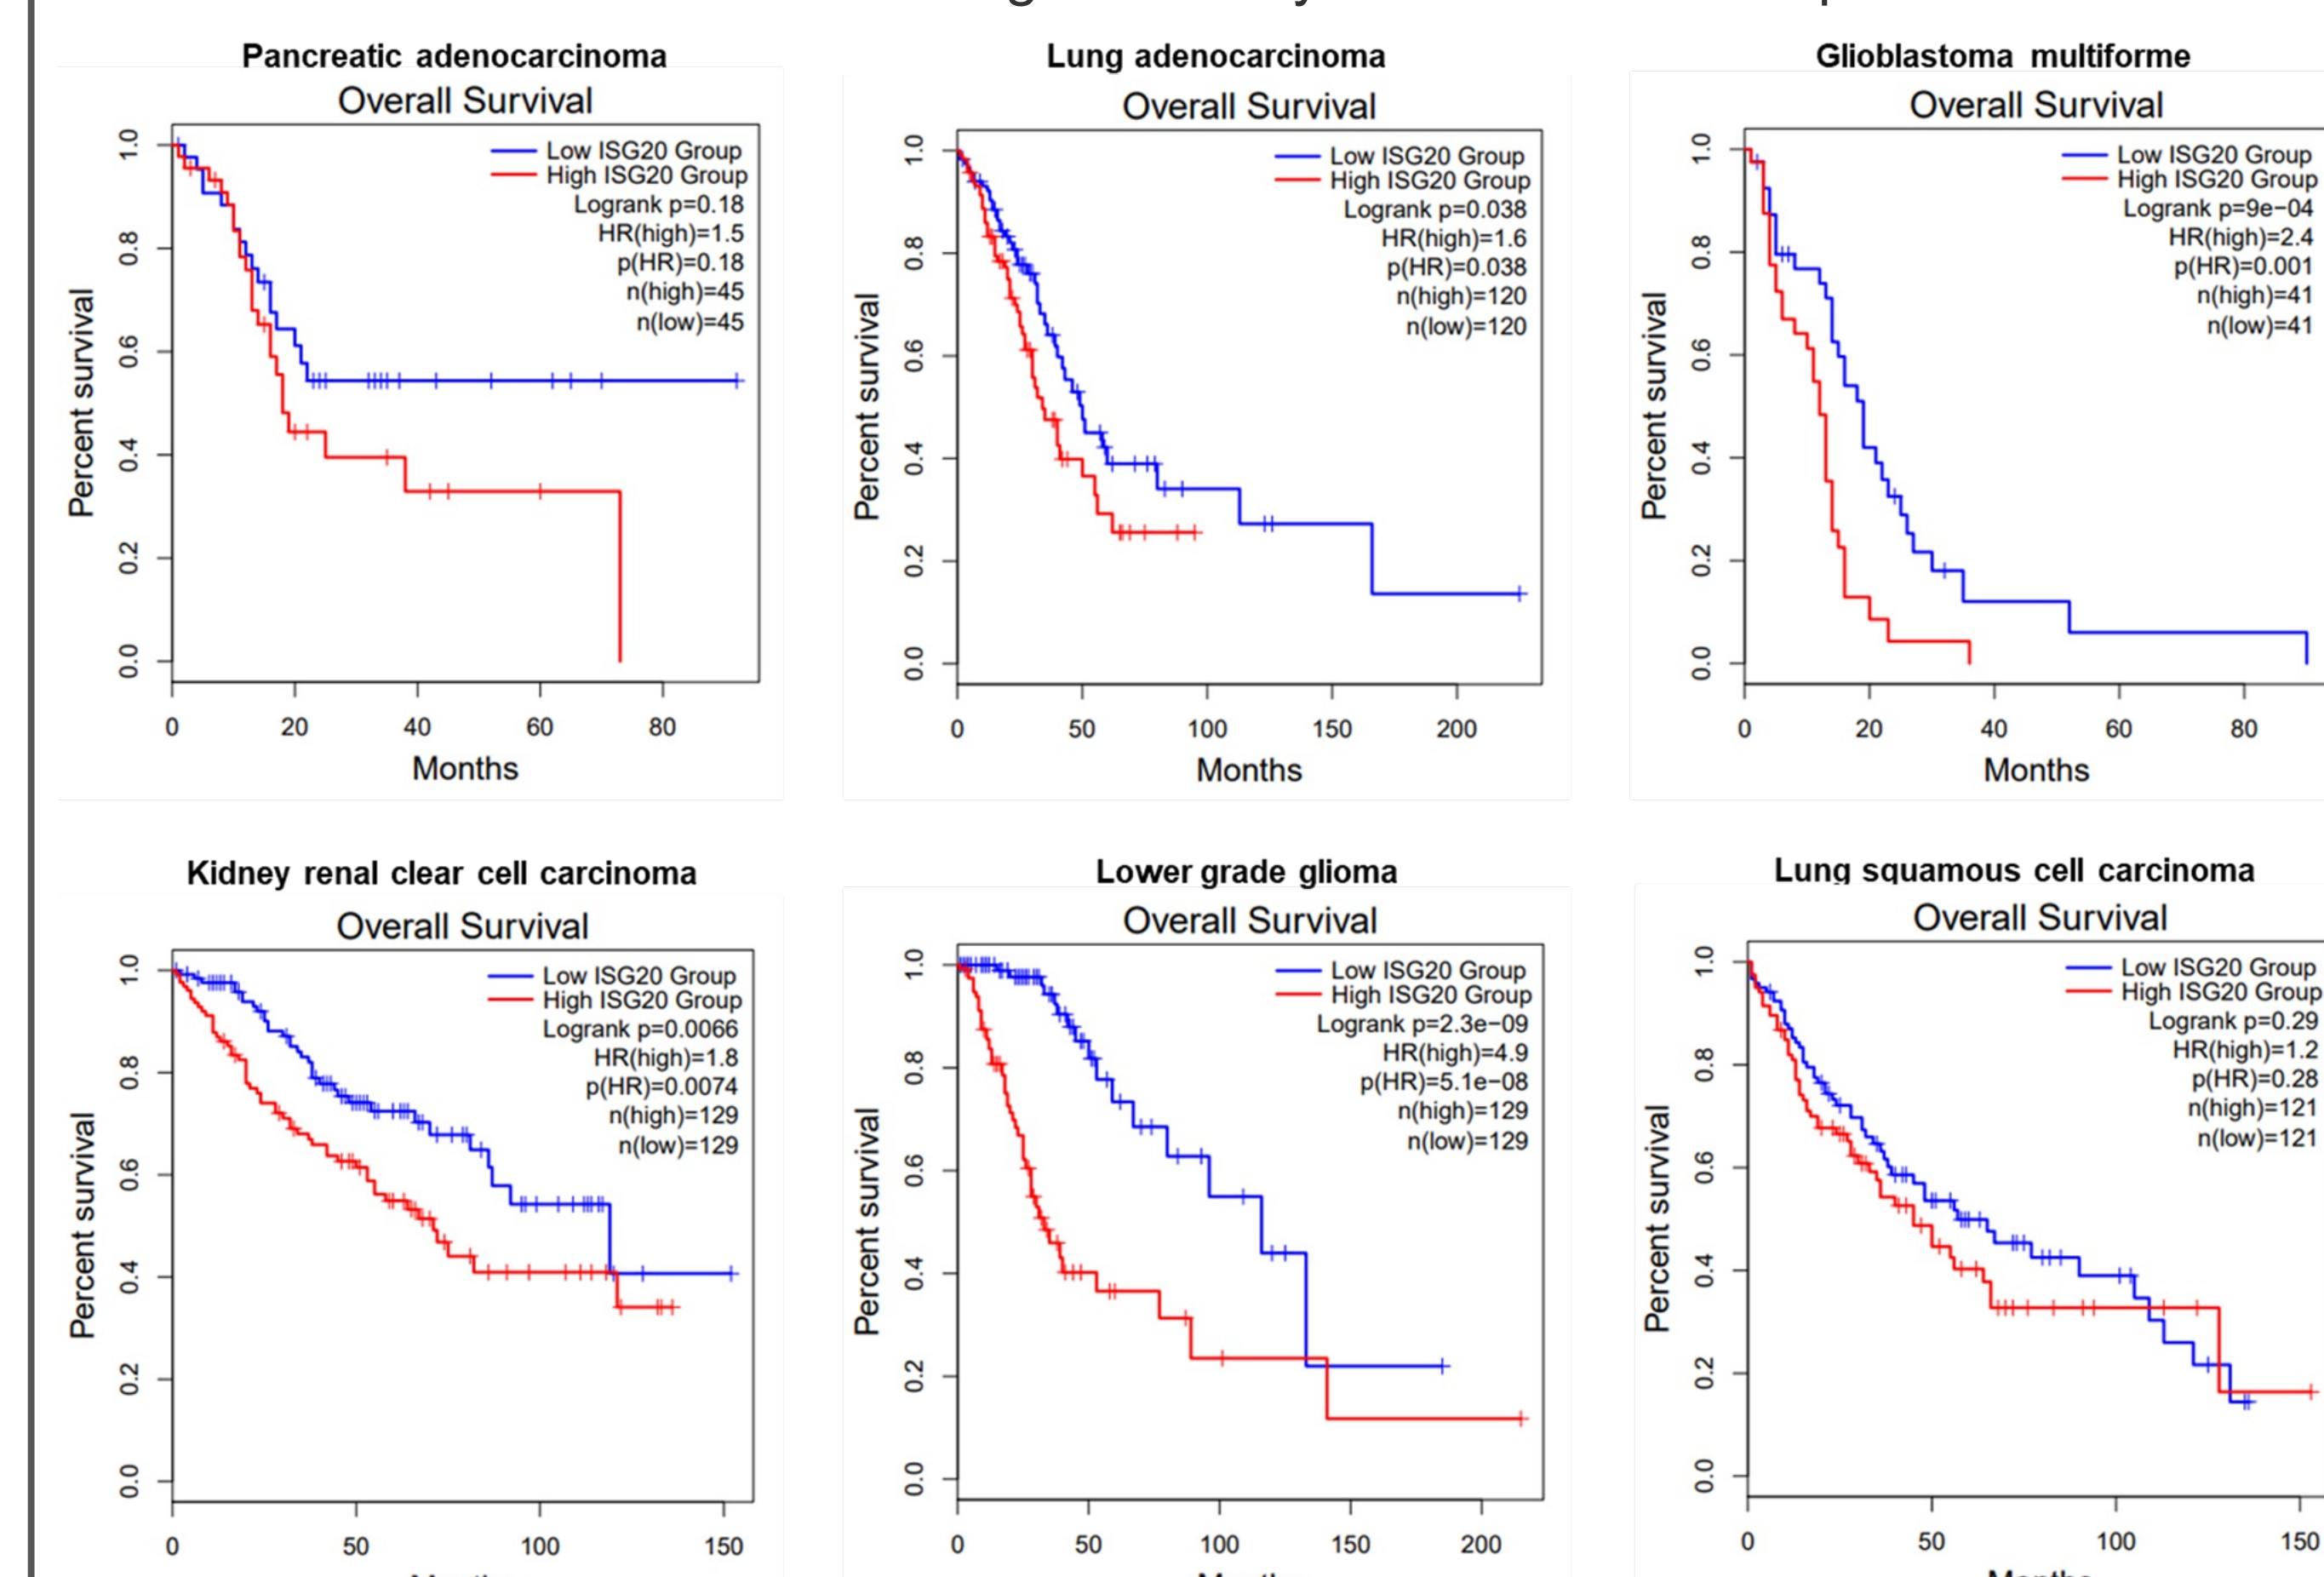 Pancreatic adenocarcinoma
Overall Survival
Low ISG20 Group
High ISG20 Group
Logrank p=0.18
HR(high)=1.5
p(HR)=0.18
n(high)=45
n(low)=45
Percent survival
1.0
0.8
0.6
0.4
0.2
0.0
0 20 40 60 80
Months
Lung adenocarcinoma
Overall Survival
Low ISG20 Group
High ISG20 Group
Logrank p=0.038
HR(high)=1.6
p(HR)=0.038
n(high)=120
n(low)=120
Percent survival
1.0
0.8
0.6
0.4
0.2
0.0
0 50 100 150 200
Months
Glioblastoma multiforme
Overall Survival
Low ISG20 Group
High ISG20 Group
Logrank p=9e−04
HR(high)=2.4
p(HR)=0.001
n(high)=41
n(low)=41
Percent survival
1.0
0.8
0.6
0.4
0.2
0.0
0 20 40 60 80
Months
Kidney renal clear cell carcinoma
Overall Survival
Low ISG20 Group
High ISG20 Group
Logrank p=0.0066
HR(high)=1.8
p(HR)=0.0074
n(high)=129
n(low)=129
Percent survival
1.0
0.8
0.6
0.4
0.2
0.0
0 50 100 150
Lower grade glioma
Overall Survival
Low ISG20 Group
High ISG20 Group
Logrank p=2.3e−09
HR(high)=4.9
p(HR)=5.1e−08
n(high)=129
n(low)=129
Percent survival
1.0
0.8
0.6
0.4
0.2
0.0
0 50 100 150 200
Lung squamous cell carcinoma
Overall Survival
Low ISG20 Group
High ISG20 Group
Logrank p=0.29
HR(high)=1.2
p(HR)=0.28
n(high)=121
n(low)=121
Percent survival
1.0
0.8
0.6
0.4
0.2
0.0
0 50 100 150